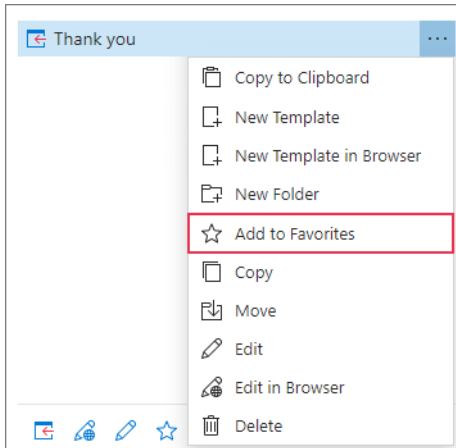 Thank you
Copy to Clipboard
New Template
New Template in Browser
New Folder
Add to Favorites
Copy
Move
Edit
Edit in Browser
Delete